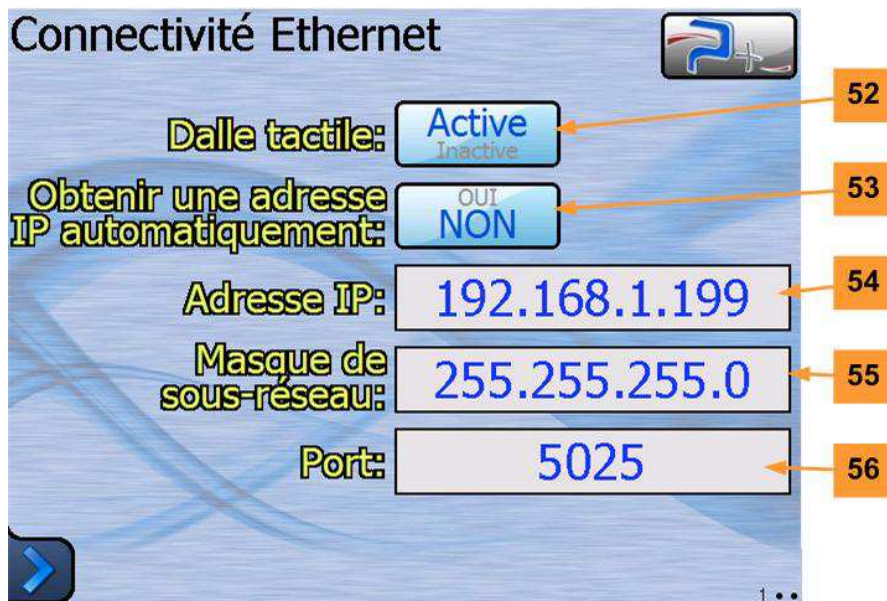 Connectivité Ethernet
52
Dalle tactile:
Active
Inactive
53
Obtenir une adresse
IP automatiquement:
OUI
NON
54
Adresse IP:
192.168.1.199
55
Masque de
sous-réseau:
255.255.255.0
56
Port:
5025
1